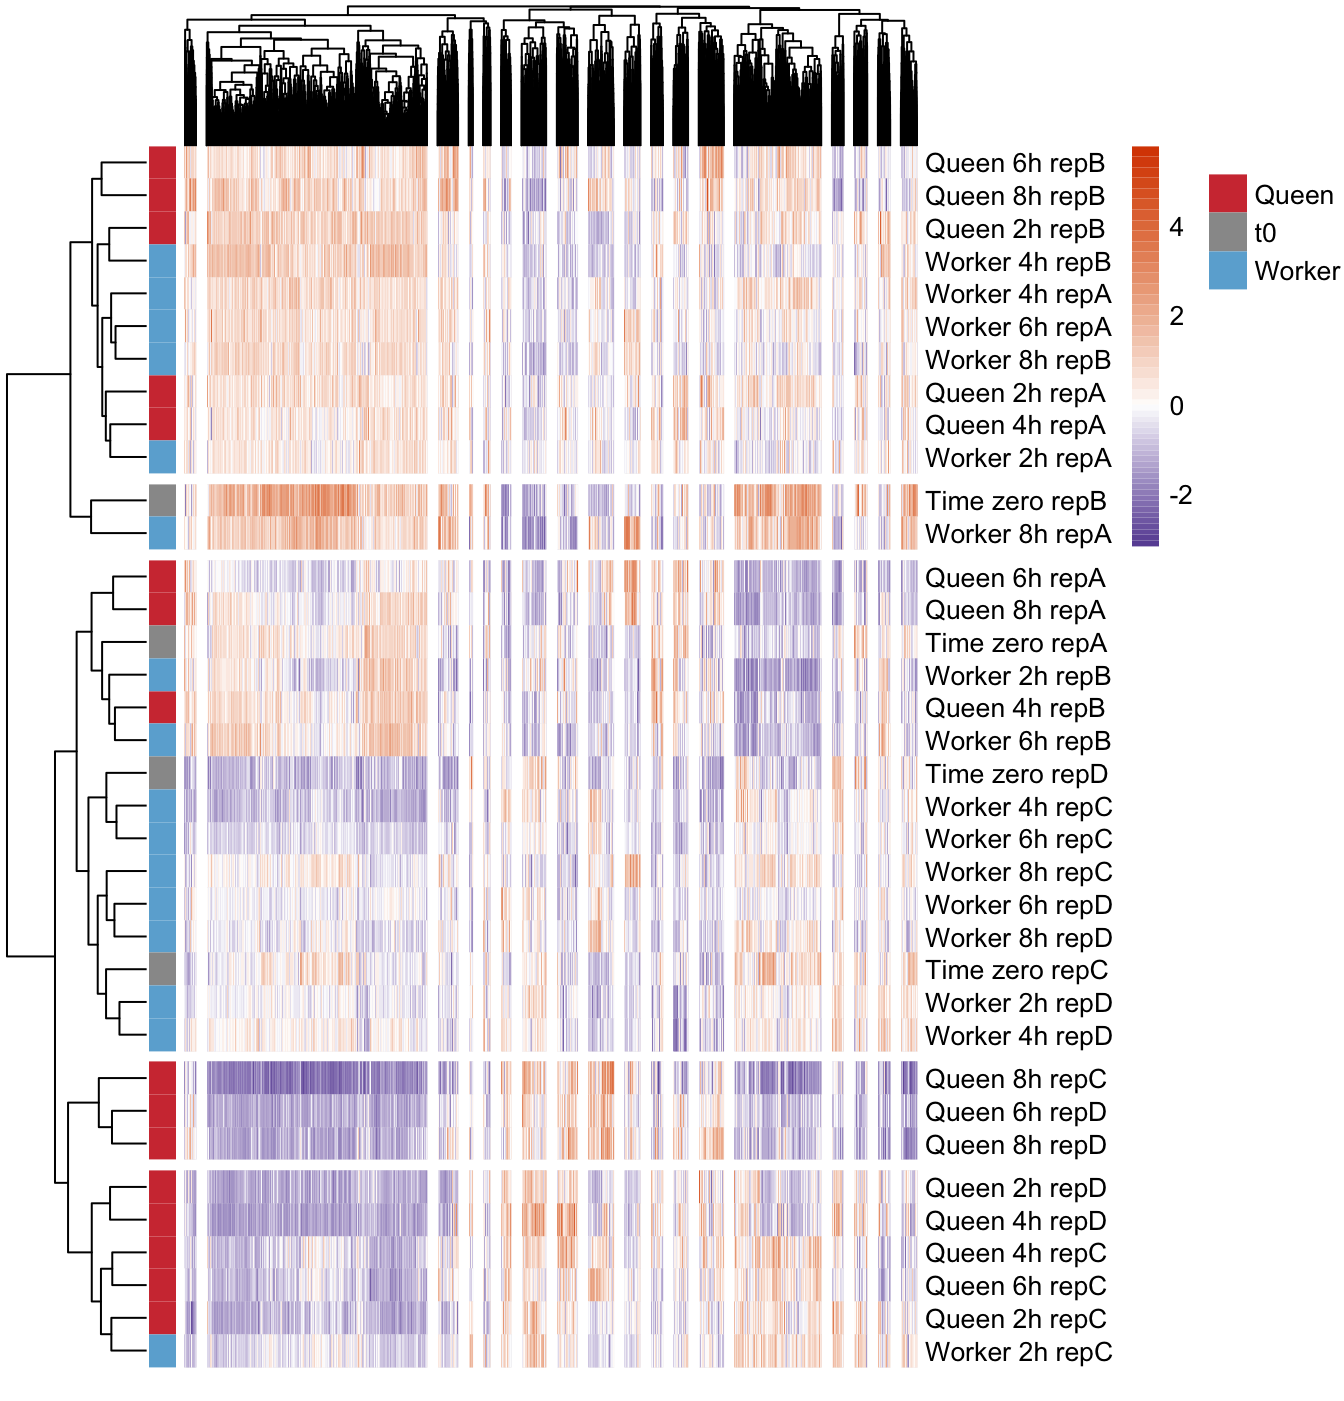 Queen 6h repB
Queen 8h repB
Queen 2h repB
Worker 4h repB
Worker 4h repA
Worker 6h repA
Worker 8h repB
Queen 2h repA
Queen 4h repA
Worker 2h repA
Time zero repB
Worker 8h repA
Queen 6h repA
Queen 8h repA
Time zero repA
Worker 2h repB
Queen 4h repB
Worker 6h repB
Time zero repD
Worker 4h repC
Worker 6h repC
Worker 8h repC
Worker 6h repD
Worker 8h repD
Time zero repC
Worker 2h repD
Worker 4h repD
Queen 8h repC
Queen 6h repD
Queen 8h repD
Queen 2h repD
Queen 4h repD
Queen 4h repC
Queen 6h repC
Queen 2h repC
Worker 2h repC
4
2
0
-2
Queen
t0
Worker